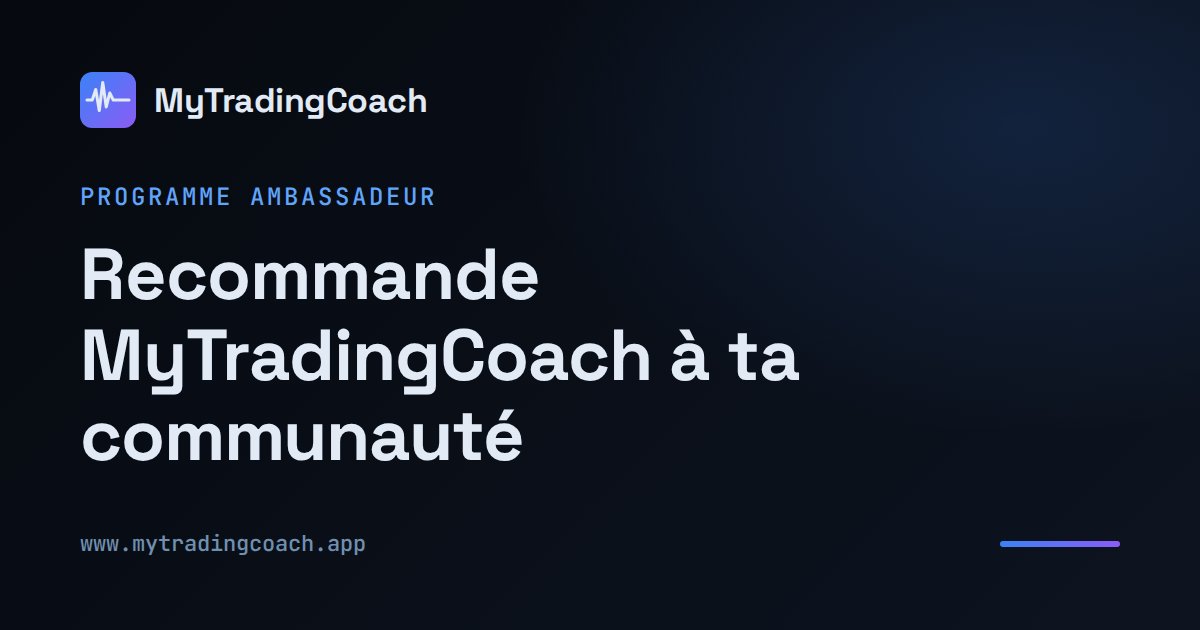 MyTradingCoach
PROGRAMME AMBASSADEUR
Recommande
MyTradingCoach à ta
communauté
www.mytradingcoach.app